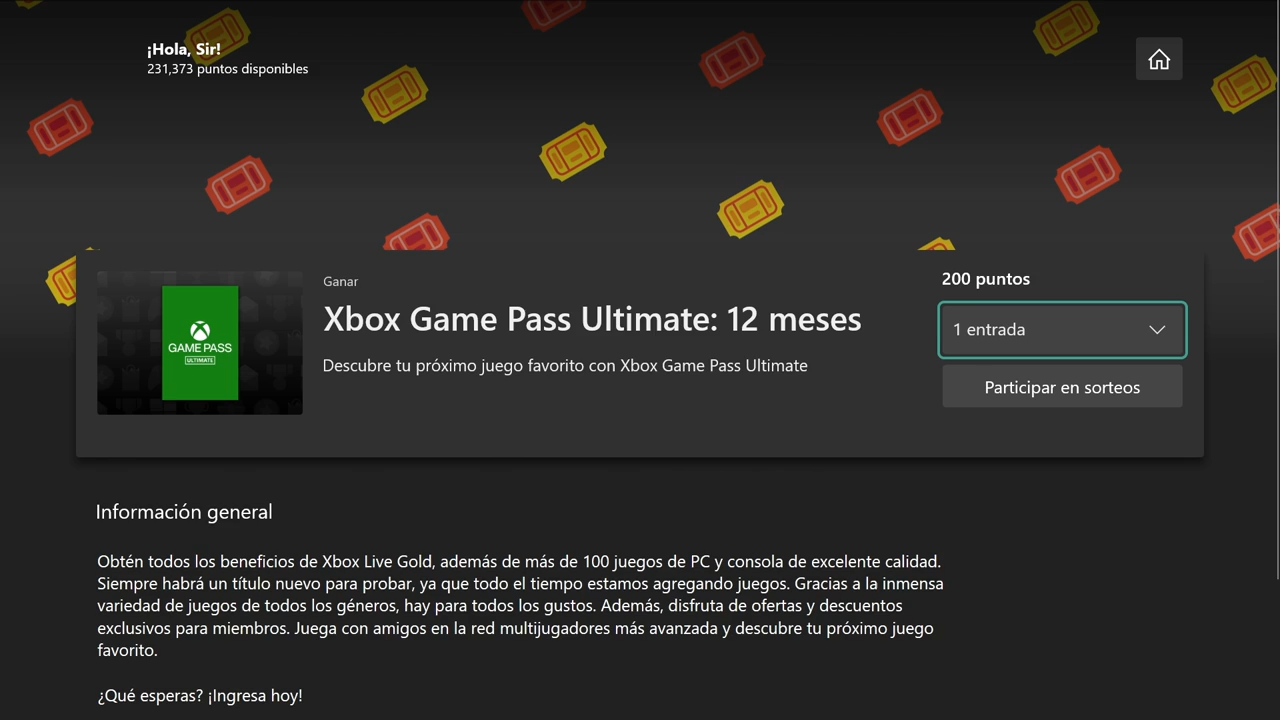 ¡Hola, Sir!
231,373 puntos disponibles
Ganar
Xbox Game Pass Ultimate: 12 meses
Descubre tu próximo juego favorito con Xbox Game Pass Ultimate
GAME PASS
ULTIMATE
200 puntos
1 entrada
Participar en sorteos
Información general
Obtén todos los beneficios de Xbox Live Gold, además de más de 100 juegos de PC y consola de excelente calidad.
Siempre habrá un título nuevo para probar, ya que todo el tiempo estamos agregando juegos. Gracias a la inmensa
variedad de juegos de todos los géneros, hay para todos los gustos. Además, disfruta de ofertas y descuentos
exclusivos para miembros. Juega con amigos en la red multijugadores más avanzada y descubre tu próximo juego
favorito.
¿Qué esperas? ¡Ingresa hoy!